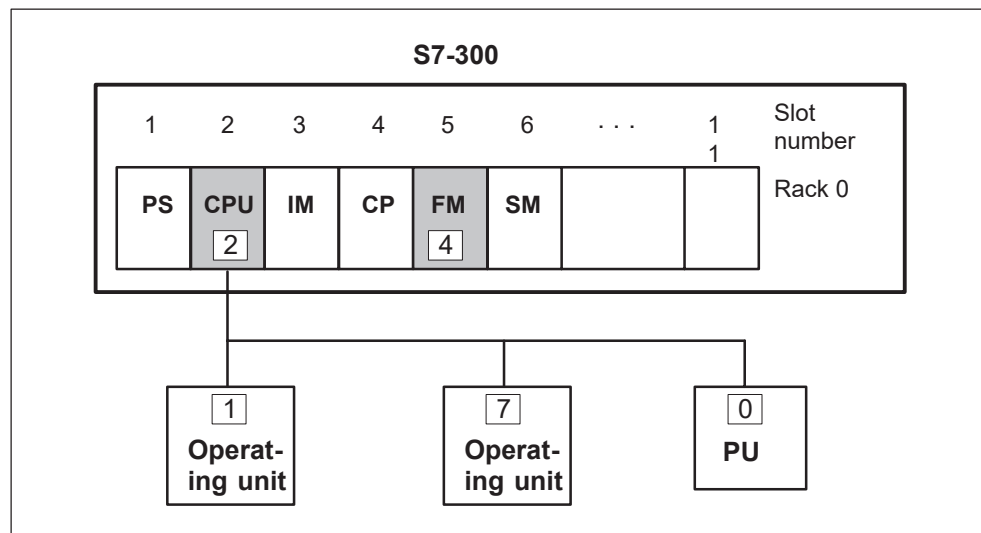 S7-300
1 2 3 4 5 6 . . . 1 Slot
1 number
PS CPU IM CP FM SM Rack 0
2 4
1 7 0
Operat- Operat- PU
ing unit ing unit